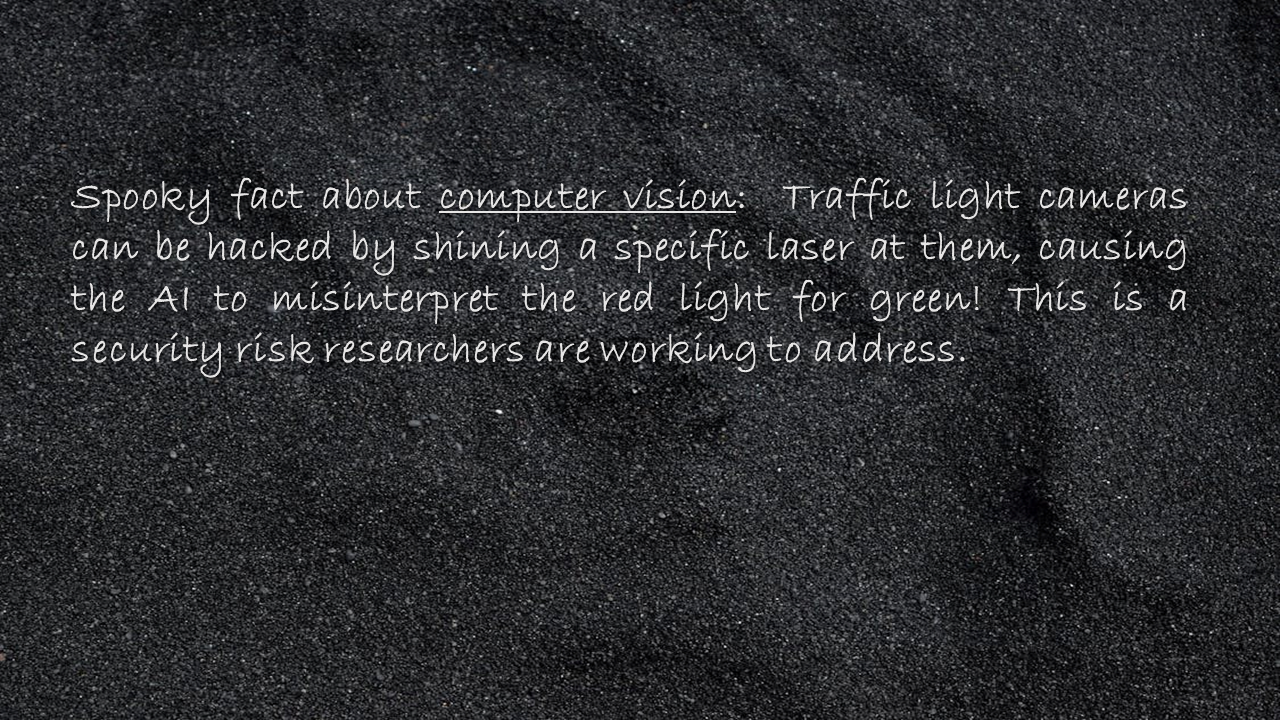 Spooky fact about computer vision: Traffic light cameras
can be hacked by shining a specific laser at them, causing
the AI to misinterpret the red light for green! This is a
security risk researchers are working to address.